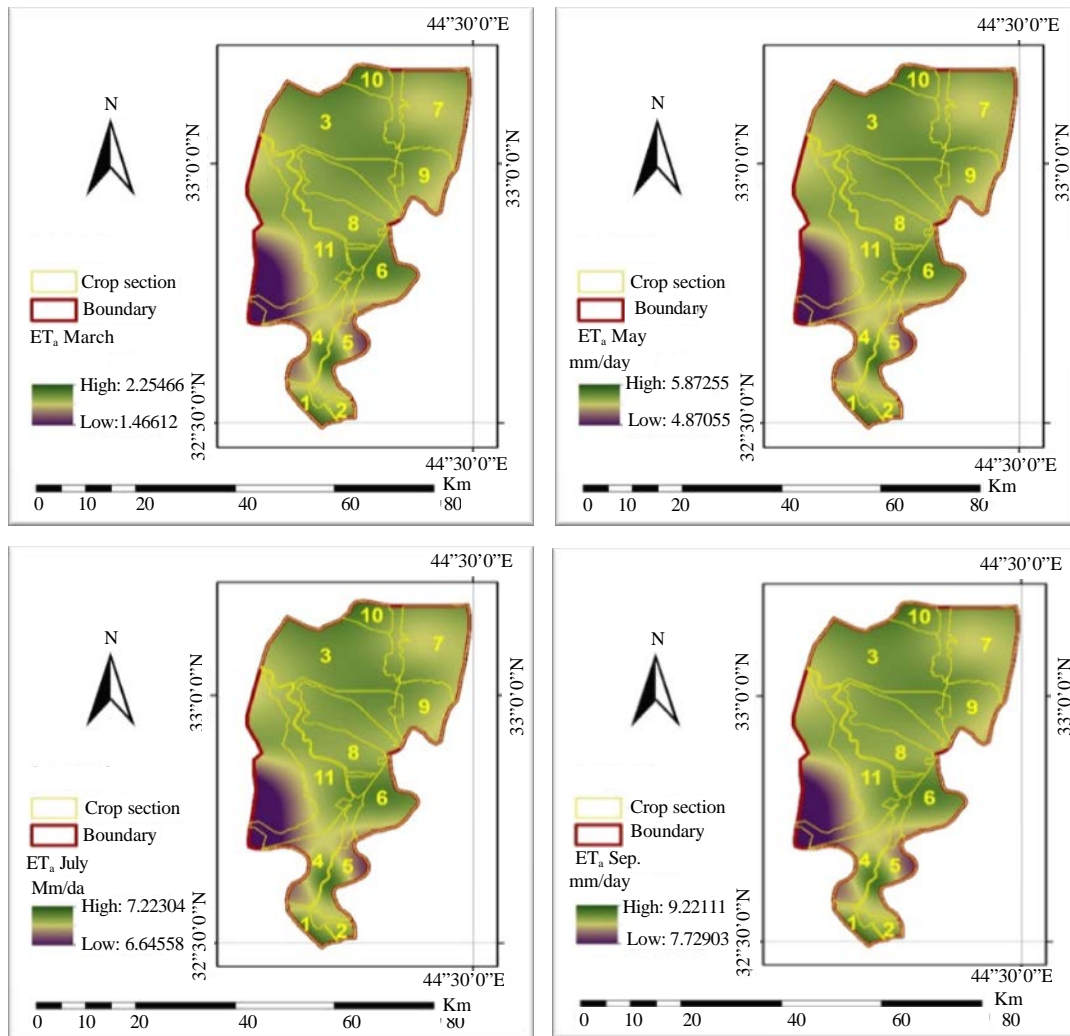 44"30'0"E
N
33"0'0"N
33"0'0"N
10
7
3
9
8
11
6
4
5
1
2
Crop section
Boundary
ETₐ March
High: 2.25466
Low:1.46612
32"30'0"N
44"30'0"E
Km
0 10 20 40 60 80
44"30'0"E
N
33"0'0"N
33"0'0"N
10
7
3
9
8
11
6
4
5
1
2
Crop section
Boundary
ETₐ May
mm/day
High: 5.87255
Low: 4.87055
32"30'0"N
44"30'0"E
Km
0 10 20 40 60 80
44"30'0"E
N
33"0'0"N
33"0'0"N
10
7
3
9
8
11
6
4
5
1
2
Crop section
Boundary
ETₐ July
Mm/da
High: 7.22304
Low: 6.64558
32"30'0"N
44"30'0"E
Km
0 10 20 40 60 80
44"30'0"E
N
33"0'0"N
33"0'0"N
10
7
3
9
8
11
6
4
5
1
2
Crop section
Boundary
ETₐ Sep.
mm/day
High: 9.22111
Low: 7.72903
32"30'0"N
44"30'0"E
Km
0 10 20 40 60 80